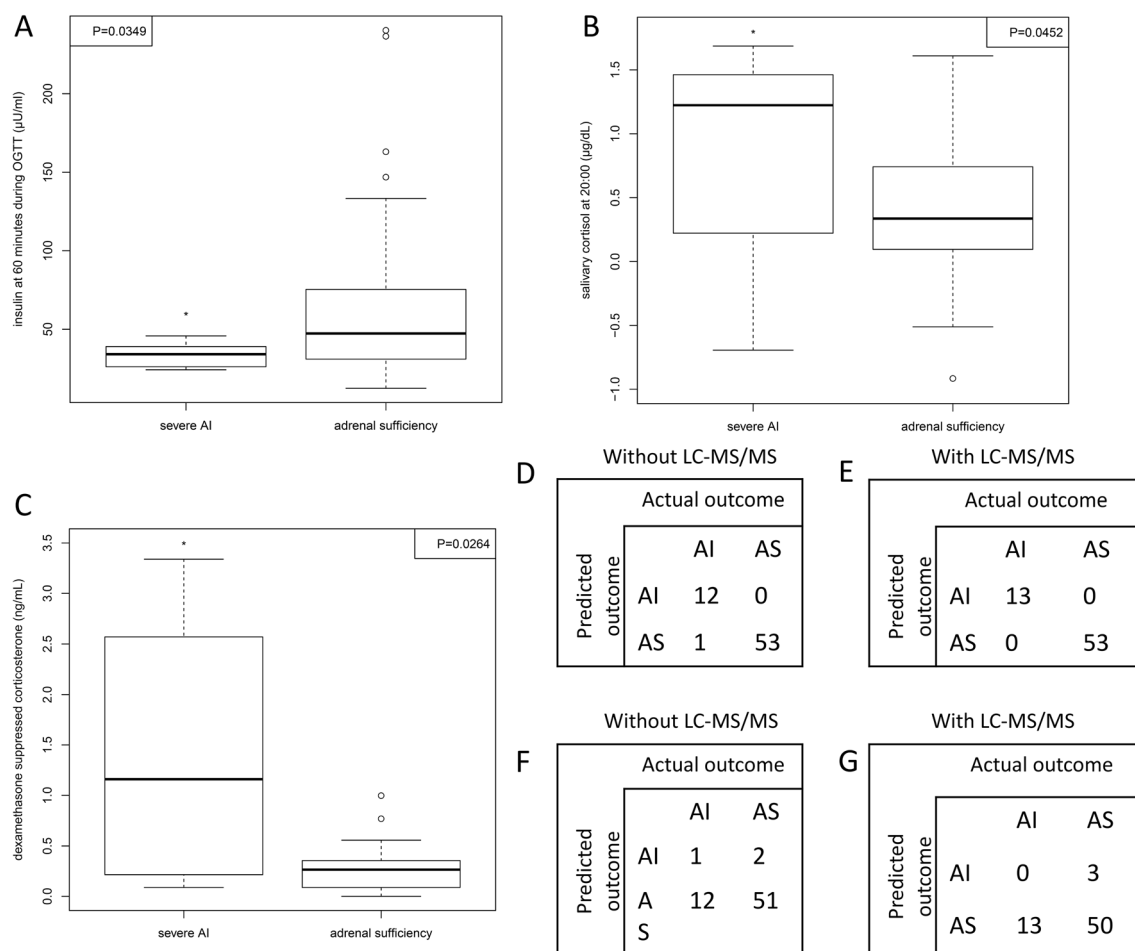 A
P=0.0349
insulin at 60 minutes during OGTT (µU/ml)
200
150
100
50
*
severe AI
adrenal sufficiency
B
P=0.0452
salivary cortisol at 20:00 (µg/dL)
1.5
1.0
0.5
0.0
−0.5
−1.0
*
severe AI
adrenal sufficiency
C
P=0.0264
dexamethasone suppressed corticosterone (ng/mL)
3.5
3.0
2.5
2.0
1.5
1.0
0.5
0.0
*
severe AI
adrenal sufficiency
D
Without LC-MS/MS
Actual outcome
Predicted
outcome
AI AS
AI 12 0
AS 1 53
E
With LC-MS/MS
Actual outcome
Predicted
outcome
AI AS
AI 13 0
AS 0 53
F
Without LC-MS/MS
Actual outcome
Predicted
outcome
AI AS
AI 1 2
A 12 51
S
G
With LC-MS/MS
Actual outcome
Predicted
outcome
AI AS
AI 0 3
AS 13 50